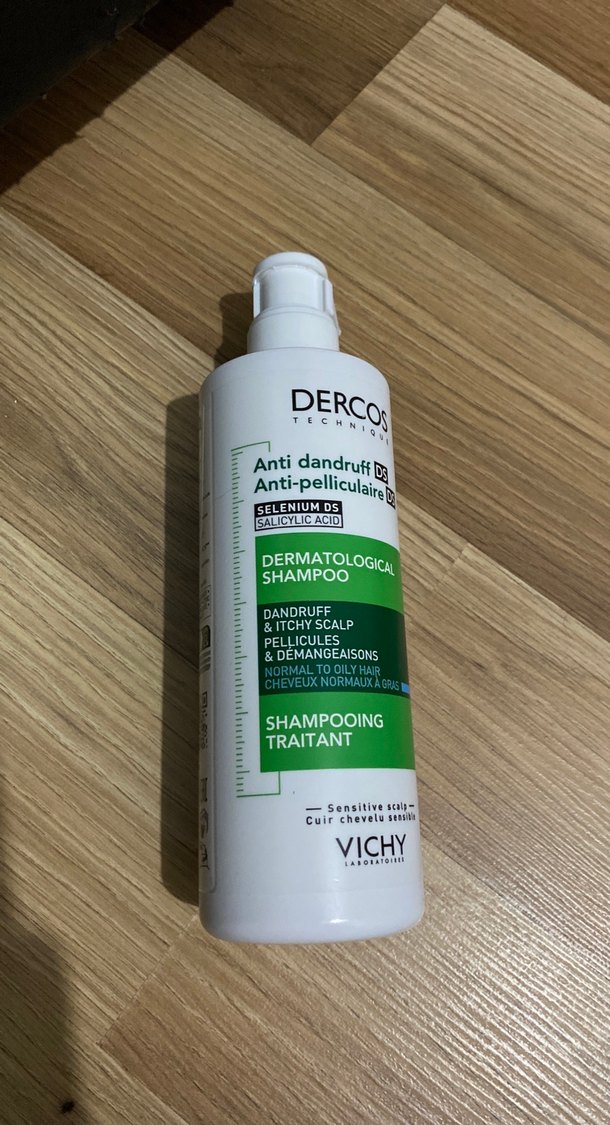 DERCOS
TECHNIQUE
Anti dandruff DS
Anti-pelliculaire DS
SELENIUM DS
SALICYLIC ACID
DERMATOLOGICAL
SHAMPOO
DANDRUFF
& ITCHY SCALP
PELLICULES
& DÉMANGEAISONS
NORMAL TO OILY HAIR
CHEVEUX NORMAUX À GRAS
SHAMPOOING
TRAITANT
Sensitive scalp
Cuir chevelu sensible
VICHY
LABORATOIRES